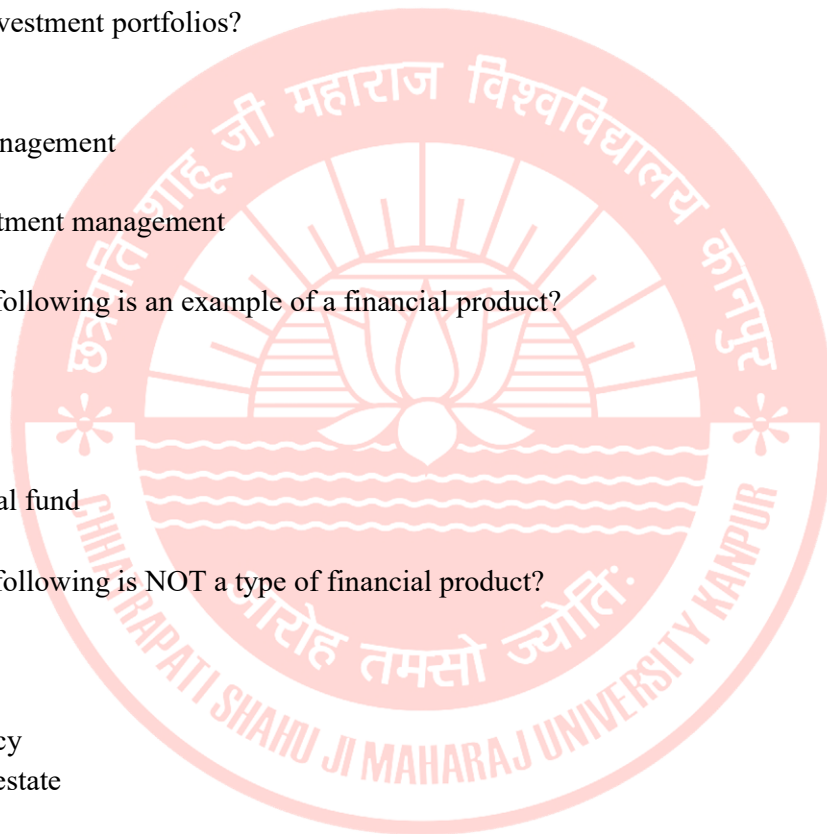 vestment portfolios?
nagement
tment management
following is an example of a financial product?
al fund
following is NOT a type of financial product?
cy
estate
छत्रपति शाहू जी महाराज विश्वविद्यालय कानपुर
आरोह तमसो ज्योतिः
CHHATRAPATI SHAHU JI MAHARAJ UNIVERSITY KANPUR